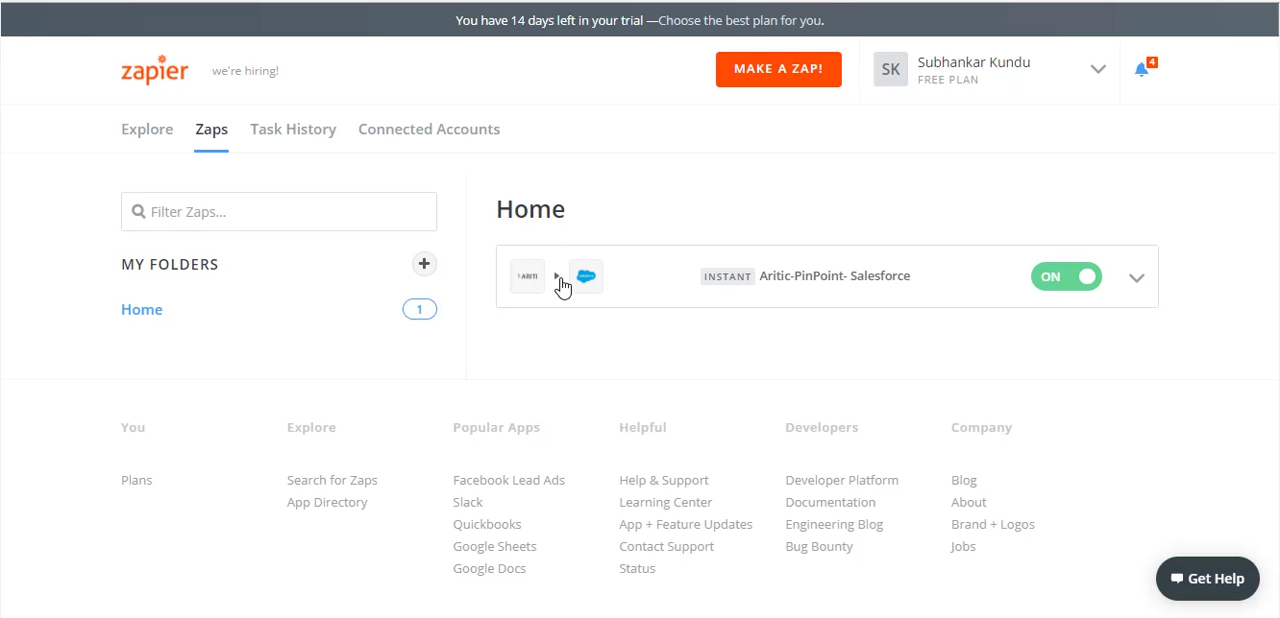 You have 14 days left in your trial —Choose the best plan for you.
zapier we're hiring!
MAKE A ZAP!
SK Subhankar Kundu
FREE PLAN
4
Explore Zaps Task History Connected Accounts
Filter Zaps...
MY FOLDERS
Home 1
Home
ARITI INSTANT Aritic-PinPoint- Salesforce ON
You Explore Popular Apps Helpful Developers Company
Plans Search for Zaps Facebook Lead Ads Help & Support Developer Platform Blog
App Directory Slack Learning Center Documentation About
Quickbooks App + Feature Updates Engineering Blog Brand + Logos
Google Sheets Contact Support Bug Bounty Jobs
Google Docs Status
Get Help